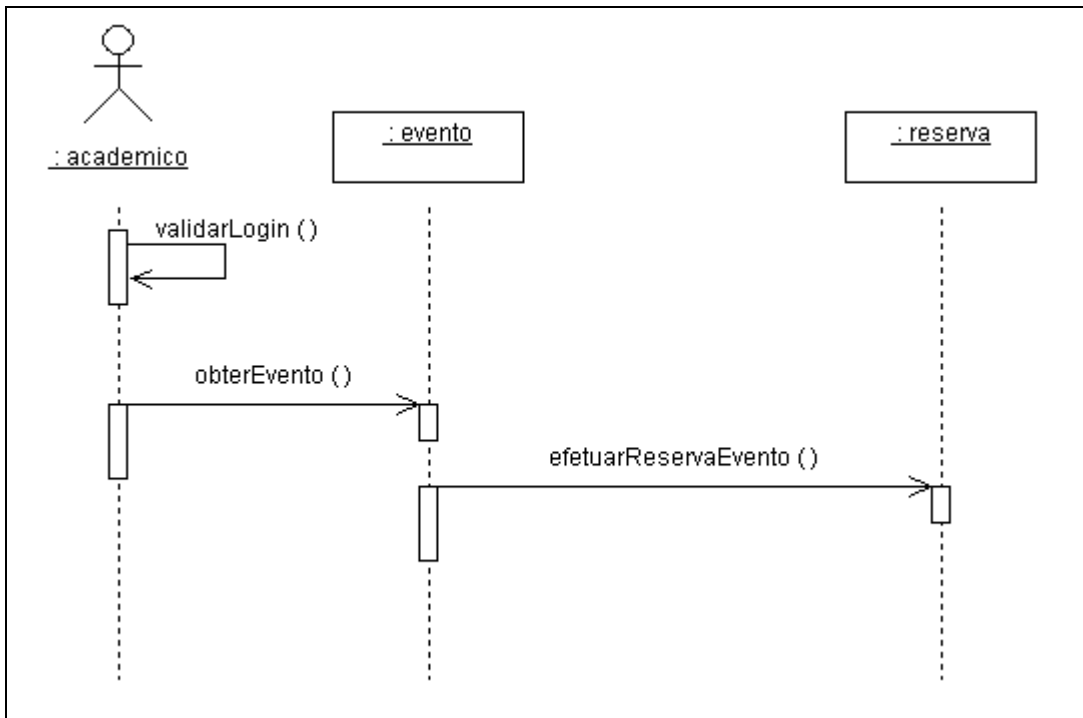 : academico
: evento
: reserva
validarLogin ( )
obterEvento ( )
efetuarReservaEvento ( )